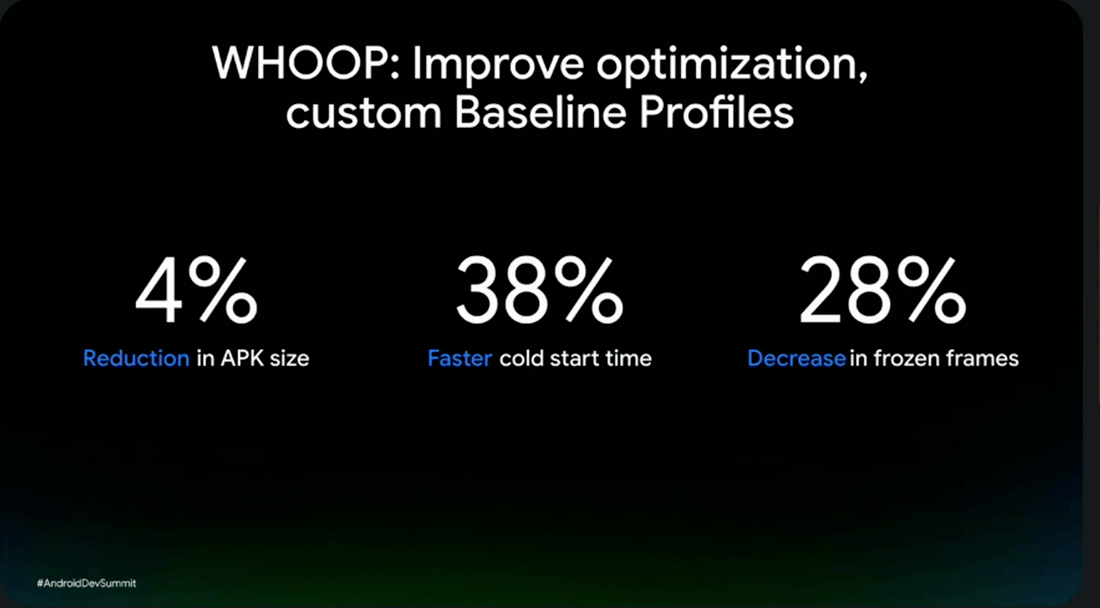 WHOOP: Improve optimization,
custom Baseline Profiles
4%
Reduction in APK size
38%
Faster cold start time
28%
Decrease in frozen frames
#AndroidDevSummit